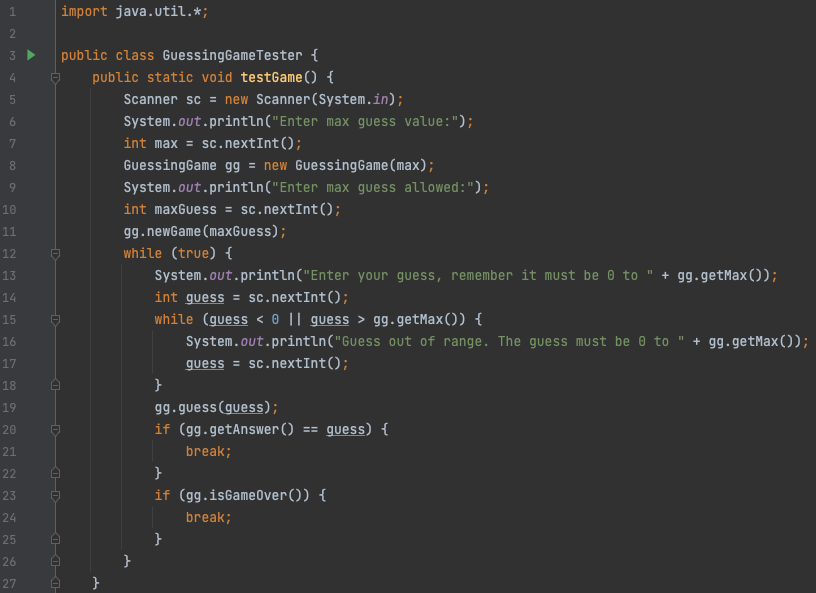 1 import java.util.*;
2
3 public class GuessingGameTester {
4 public static void testGame() {
5 Scanner sc = new Scanner(System.in);
6 System.out.println("Enter max guess value:");
7 int max = sc.nextInt();
8 GuessingGame gg = new GuessingGame(max);
9 System.out.println("Enter max guess allowed:");
10 int maxGuess = sc.nextInt();
11 gg.newGame(maxGuess);
12 while (true) {
13 System.out.println("Enter your guess, remember it must be 0 to " + gg.getMax());
14 int guess = sc.nextInt();
15 while (guess < 0 || guess > gg.getMax()) {
16 System.out.println("Guess out of range. The guess must be 0 to " + gg.getMax());
17 guess = sc.nextInt();
18 }
19 gg.guess(guess);
20 if (gg.getAnswer() == guess) {
21 break;
22 }
23 if (gg.isGameOver()) {
24 break;
25 }
26 }
27 }